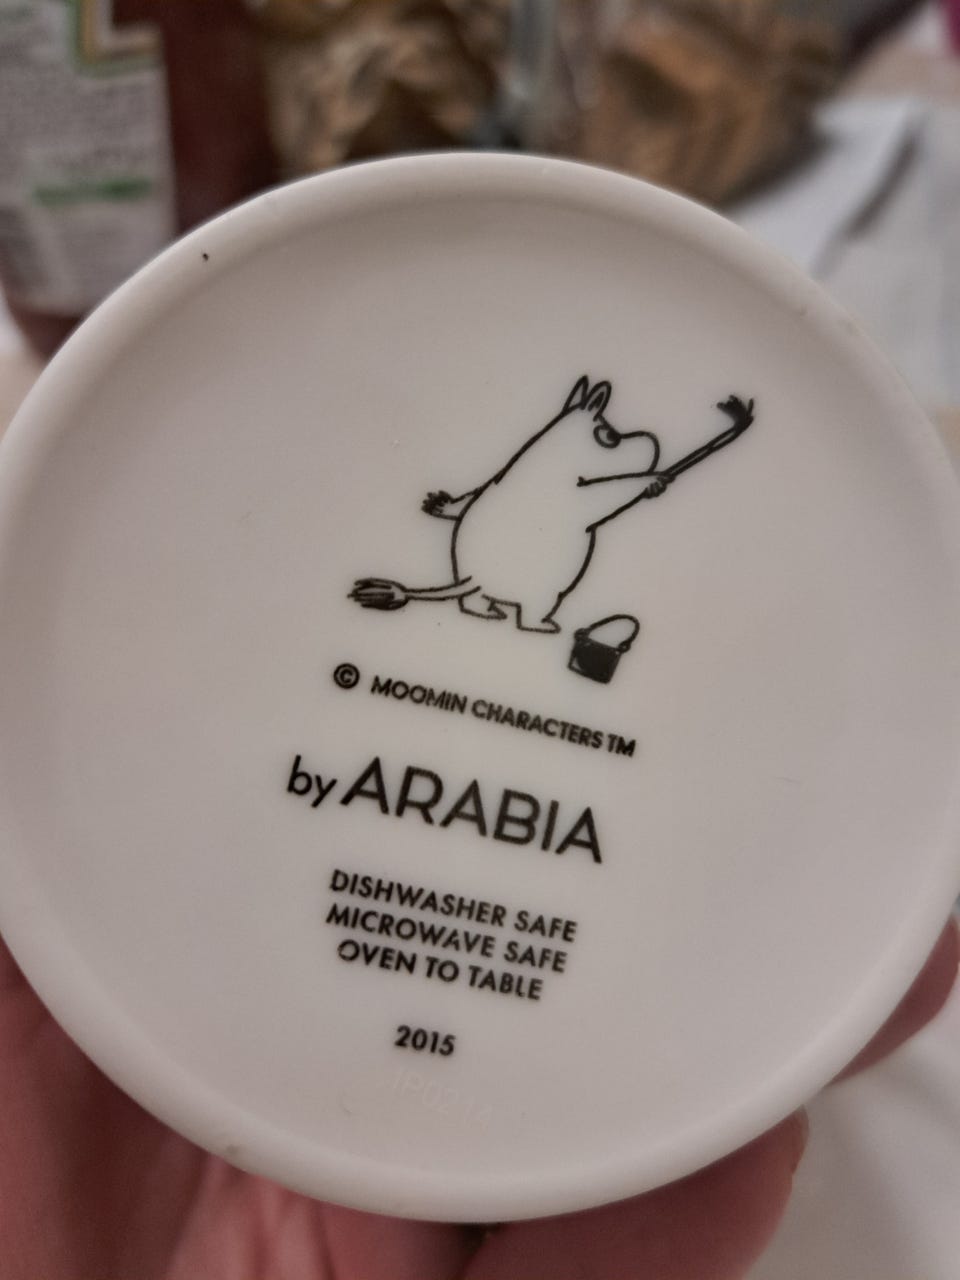 © MOOMIN CHARACTERS TM
by ARABIA
DISHWASHER SAFE
MICROWAVE SAFE
OVEN TO TABLE
2015